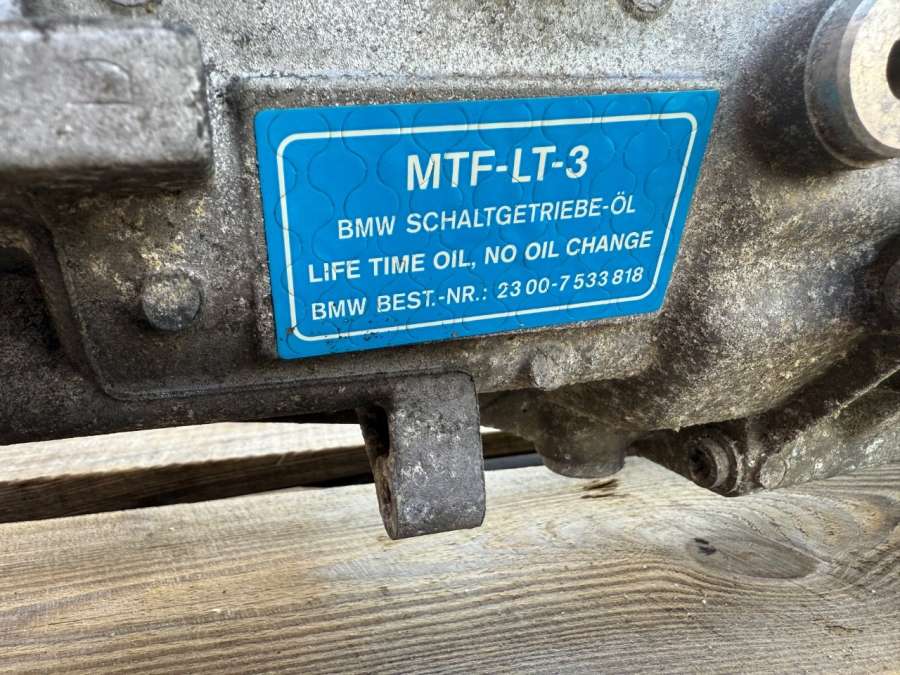 MTF-LT-3
BMW SCHALTGETRIEBE-ÖL
LIFE TIME OIL, NO OIL CHANGE
BMW BEST.-NR.: 23 00-7 533 818